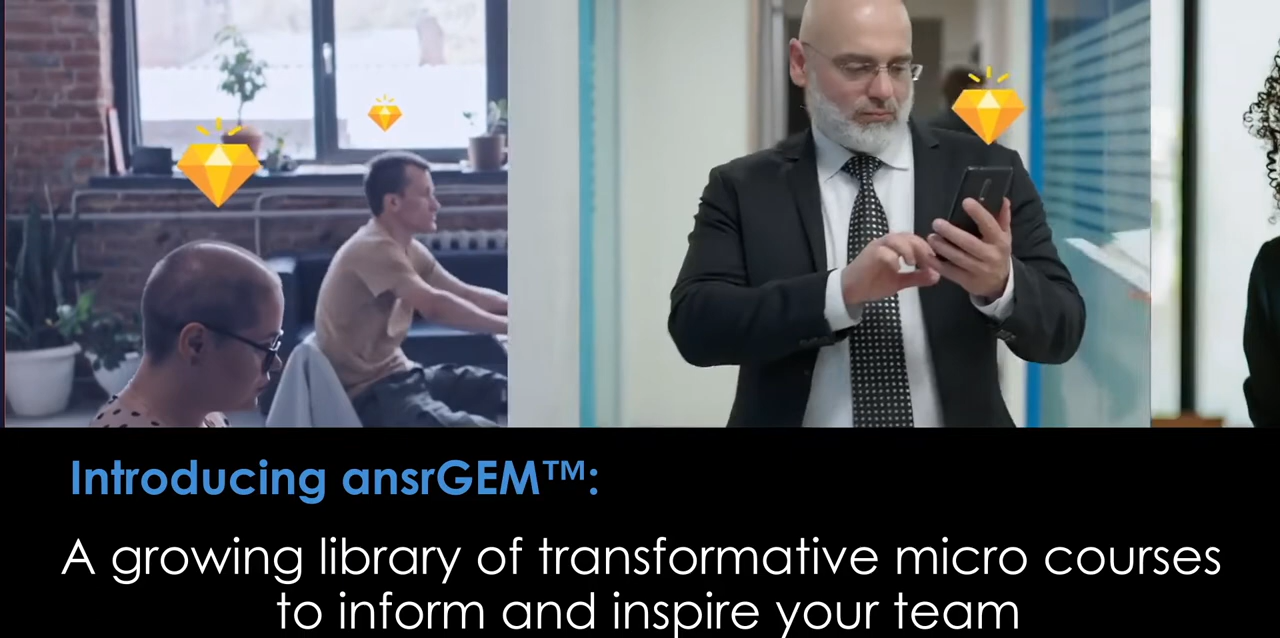 Introducing ansrGEM™:
A growing library of transformative micro courses
to inform and inspire your team